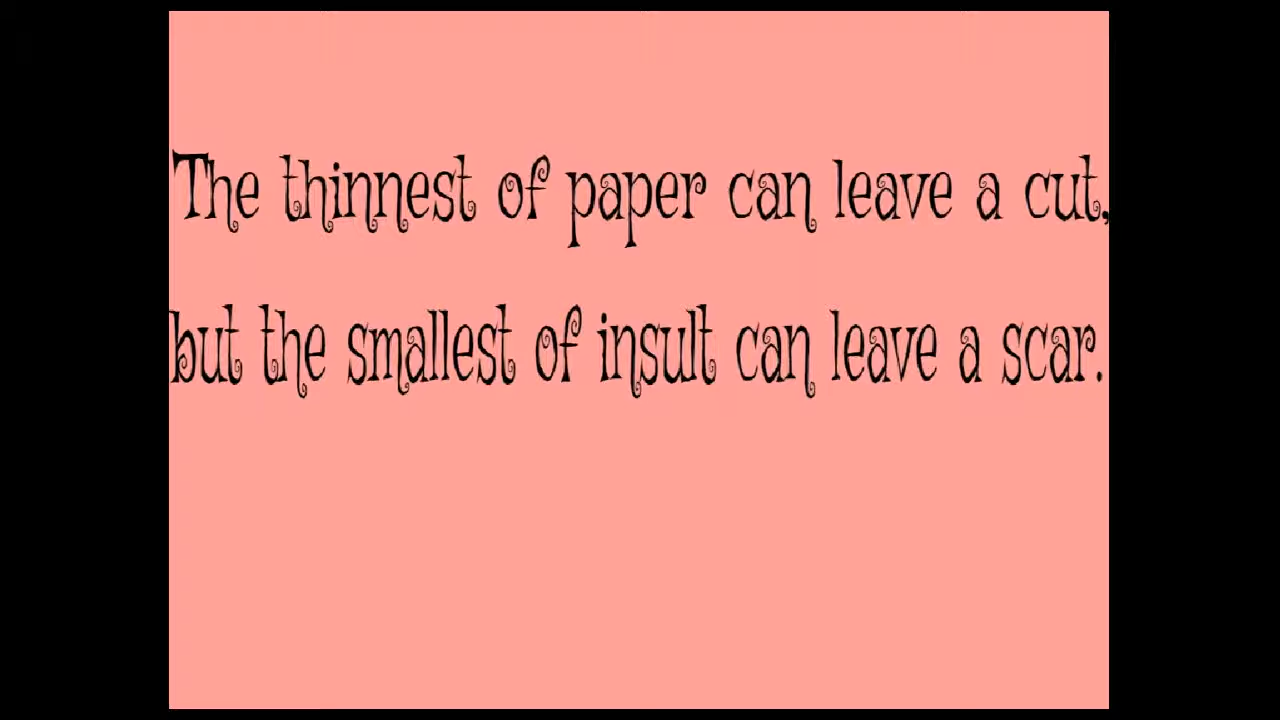 The thinnest of paper can leave a cut,
but the smallest of insult can leave a scar.